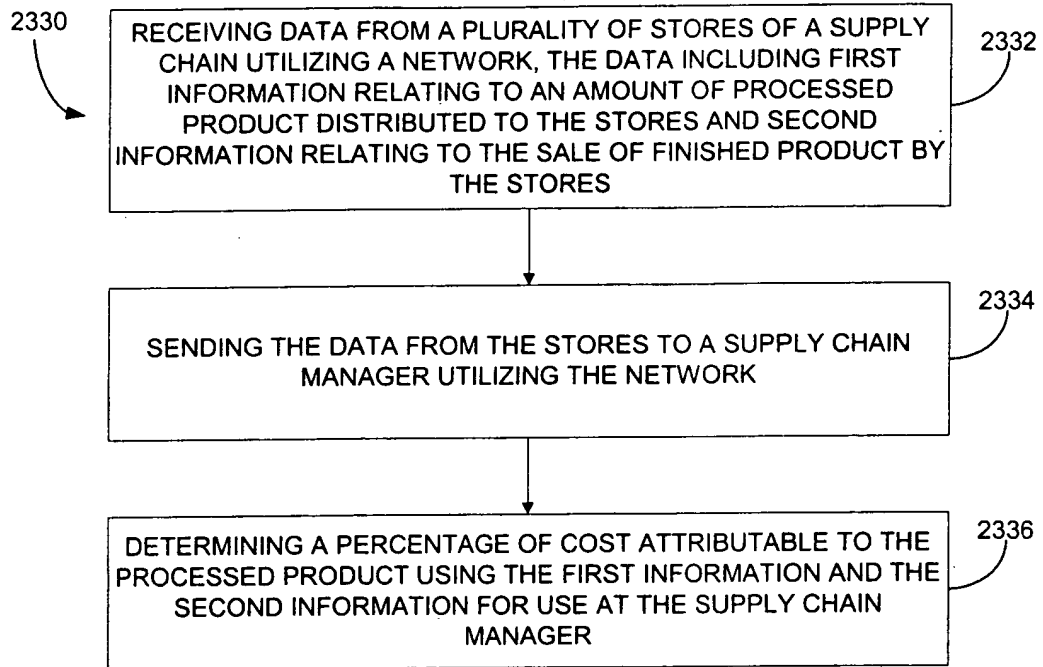 2330
RECEIVING DATA FROM A PLURALITY OF STORES OF A SUPPLY
CHAIN UTILIZING A NETWORK, THE DATA INCLUDING FIRST
INFORMATION RELATING TO AN AMOUNT OF PROCESSED
PRODUCT DISTRIBUTED TO THE STORES AND SECOND
INFORMATION RELATING TO THE SALE OF FINISHED PRODUCT BY
THE STORES
2332
SENDING THE DATA FROM THE STORES TO A SUPPLY CHAIN
MANAGER UTILIZING THE NETWORK
2334
DETERMINING A PERCENTAGE OF COST ATTRIBUTABLE TO THE
PROCESSED PRODUCT USING THE FIRST INFORMATION AND THE
SECOND INFORMATION FOR USE AT THE SUPPLY CHAIN
MANAGER
2336